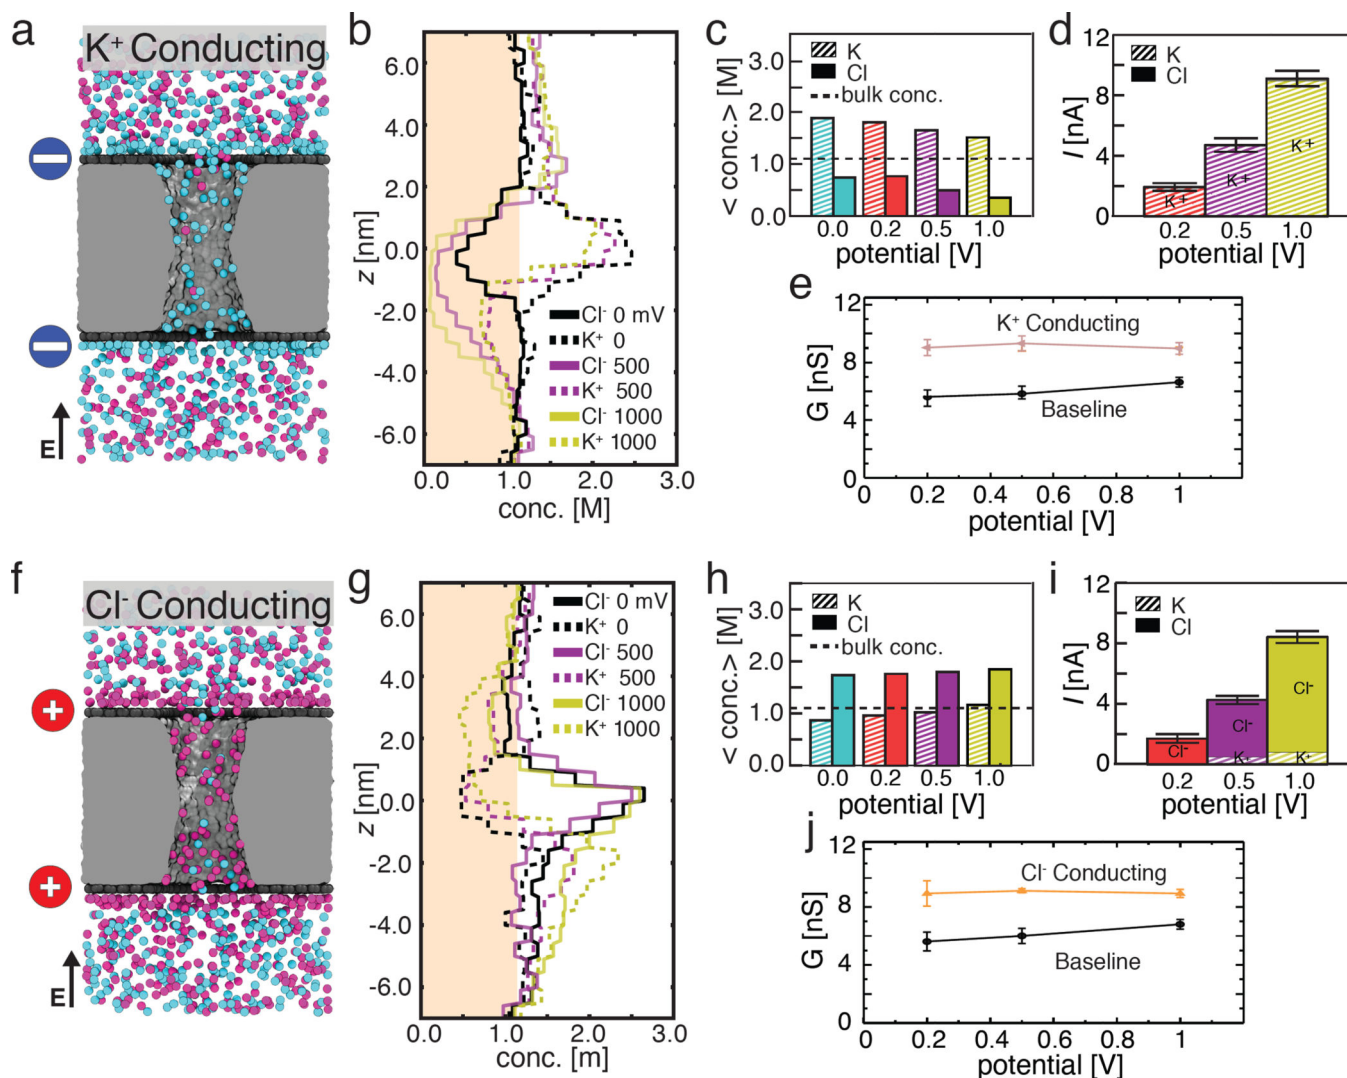 a
K+ Conducting
−
−
E
b
6.0
4.0
2.0
0.0
-2.0
-4.0
-6.0
z [nm]
Cl- 0 mV
K+ 0
Cl- 500
K+ 500
Cl- 1000
K+ 1000
0.0 1.0 2.0 3.0
conc. [M]
c
< conc.> [M]
3.0
2.0
1.0
0.0
K
Cl
bulk conc.
0.0 0.2 0.5 1.0
potential [V]
d
I [nA]
12
8
4
0
K
Cl
K+
K+
K+
0.2 0.5 1.0
potential [V]
e
G [nS]
12
9
6
3
0
K+ Conducting
Baseline
0 0.2 0.4 0.6 0.8 1
potential [V]
f
Cl- Conducting
+
+
E
g
6.0
4.0
2.0
0.0
-2.0
-4.0
-6.0
z [nm]
Cl- 0 mV
K+ 0
Cl- 500
K+ 500
Cl- 1000
K+ 1000
0.0 1.0 2.0 3.0
conc. [m]
h
< conc.> [M]
3.0
2.0
1.0
0.0
K
Cl
bulk conc.
0.0 0.2 0.5 1.0
potential [V]
i
I [nA]
12
8
4
0
K
Cl
Cl-
Cl-
K+
Cl-
K+
0.2 0.5 1.0
potential [V]
j
G [nS]
12
8
4
0
Cl- Conducting
Baseline
0 0.2 0.4 0.6 0.8 1
potential [V]